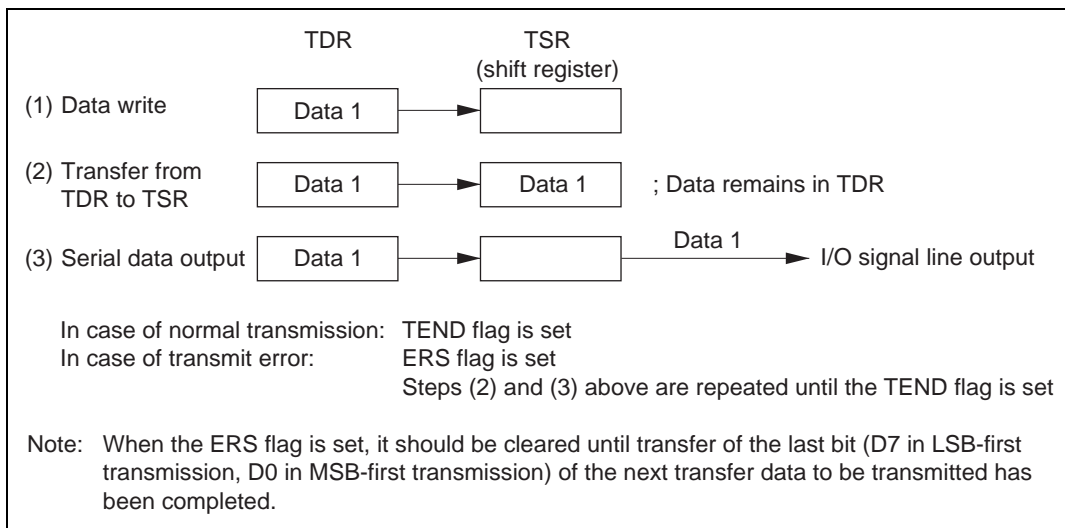 TDR TSR
(shift register)
(1) Data write Data 1
(2) Transfer from
TDR to TSR Data 1 Data 1 ; Data remains in TDR
(3) Serial data output Data 1 Data 1 I/O signal line output
In case of normal transmission: TEND flag is set
In case of transmit error: ERS flag is set
Steps (2) and (3) above are repeated until the TEND flag is set
Note: When the ERS flag is set, it should be cleared until transfer of the last bit (D7 in LSB-first
transmission, D0 in MSB-first transmission) of the next transfer data to be transmitted has
been completed.